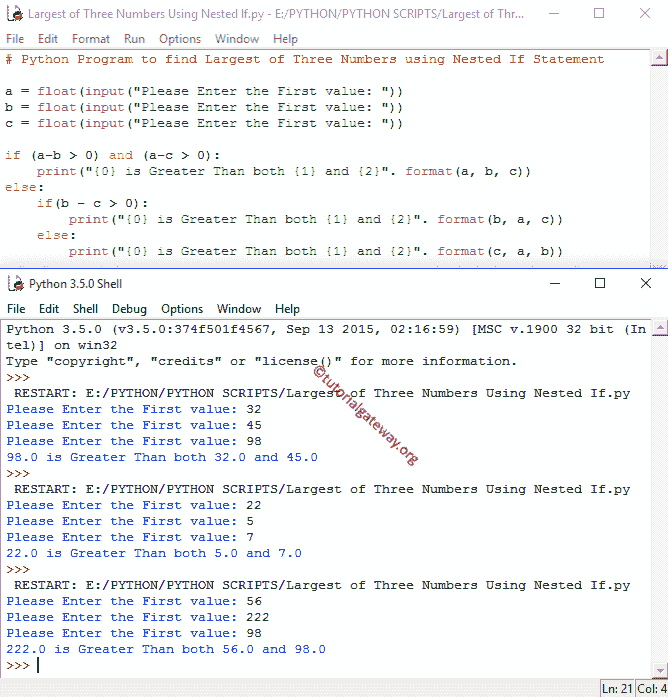 Largest of Three Numbers Using Nested If.py - E:/PYTHON/PYTHON SCRIPTS/Largest of Thr...
File Edit Format Run Options Window Help
# Python Program to find Largest of Three Numbers using Nested If Statement
a = float(input("Please Enter the First value: "))
b = float(input("Please Enter the First value: "))
c = float(input("Please Enter the First value: "))
if (a-b > 0) and (a-c > 0):
    print("{0} is Greater Than both {1} and {2}". format(a, b, c))
else:
    if(b - c > 0):
        print("{0} is Greater Than both {1} and {2}". format(b, a, c))
    else:
        print("{0} is Greater Than both {1} and {2}". format(c, a, b))
Python 3.5.0 Shell
File Edit Shell Debug Options Window Help
Python 3.5.0 (v3.5.0:374f501f4567, Sep 13 2015, 02:16:59) [MSC v.1900 32 bit (In
tel)] on win32
Type "copyright", "credits" or "license()" for more information.
>>>
 RESTART: E:/PYTHON/PYTHON SCRIPTS/Largest of Three Numbers Using Nested If.py
Please Enter the First value: 32
Please Enter the First value: 45
Please Enter the First value: 98
98.0 is Greater Than both 32.0 and 45.0
>>>
 RESTART: E:/PYTHON/PYTHON SCRIPTS/Largest of Three Numbers Using Nested If.py
Please Enter the First value: 22
Please Enter the First value: 5
Please Enter the First value: 7
22.0 is Greater Than both 5.0 and 7.0
>>>
 RESTART: E:/PYTHON/PYTHON SCRIPTS/Largest of Three Numbers Using Nested If.py
Please Enter the First value: 56
Please Enter the First value: 222
Please Enter the First value: 98
222.0 is Greater Than both 56.0 and 98.0
>>>
©tutorialgateway.org
Ln: 21 Col: 4